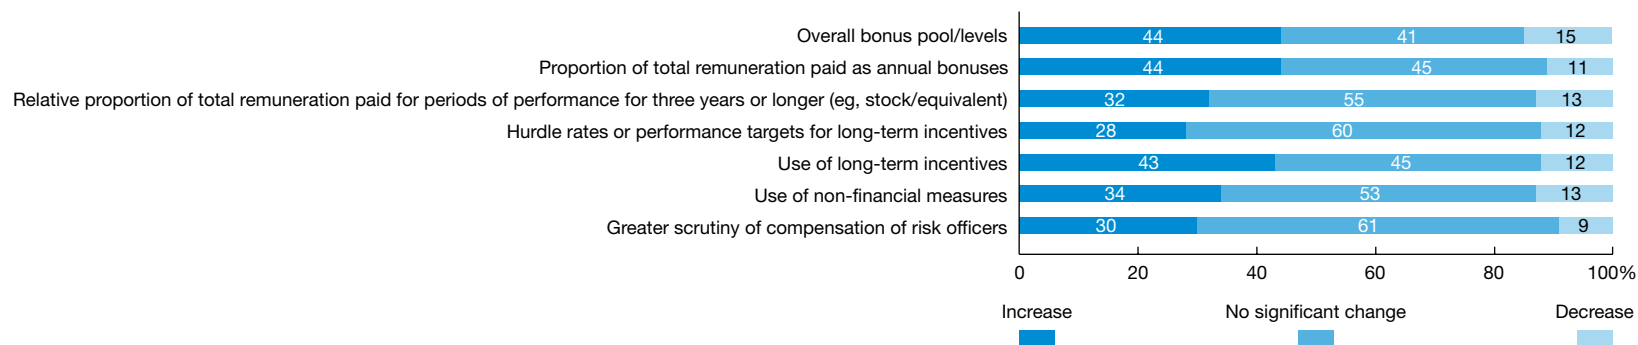 Overall bonus pool/levels 44 41 15
Proportion of total remuneration paid as annual bonuses 44 45 11
Relative proportion of total remuneration paid for periods of performance for three years or longer (eg, stock/equivalent) 32 55 13
Hurdle rates or performance targets for long-term incentives 28 60 12
Use of long-term incentives 43 45 12
Use of non-financial measures 34 53 13
Greater scrutiny of compensation of risk officers 30 61 9
0 20 40 60 80 100%
Increase No significant change Decrease